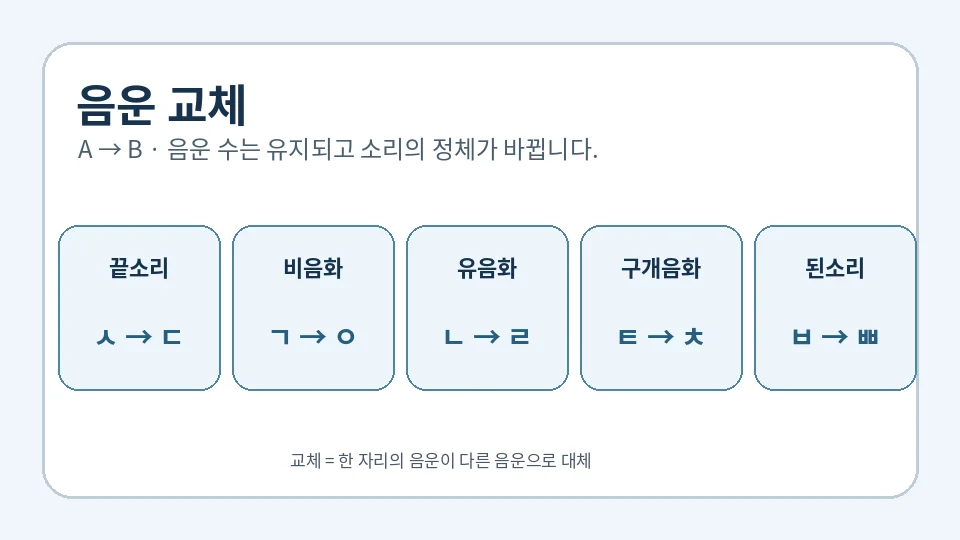 음운 교체
A → B · 음운 수는 유지되고 소리의 정체가 바뀝니다.
끝소리
ㅅ → ㄷ
비음화
ㄱ → ㅇ
유음화
ㄴ → ㄹ
구개음화
ㅌ → ㅊ
된소리
ㅂ → ㅃ
교체 = 한 자리의 음운이 다른 음운으로 대체